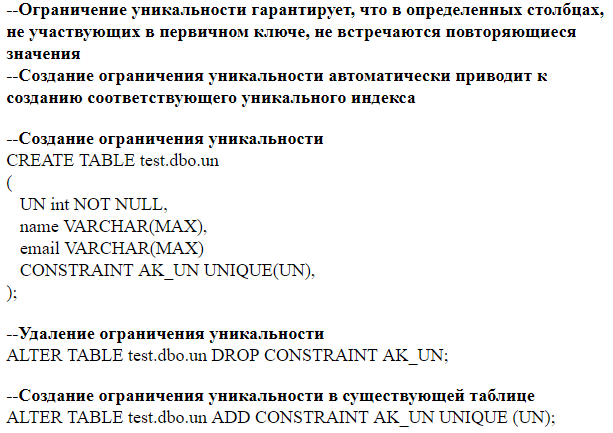 --Ограничение уникальности гарантирует, что в определенных столбцах,
не участвующих в первичном ключе, не встречаются повторяющиеся
значения
--Создание ограничения уникальности автоматически приводит к
созданию соответствующего уникального индекса
--Создание ограничения уникальности
CREATE TABLE test.dbo.un
(
UN int NOT NULL,
name VARCHAR(MAX),
email VARCHAR(MAX)
CONSTRAINT AK_UN UNIQUE(UN),
);
--Удаление ограничения уникальности
ALTER TABLE test.dbo.un DROP CONSTRAINT AK_UN;
--Создание ограничения уникальности в существующей таблице
ALTER TABLE test.dbo.un ADD CONSTRAINT AK_UN UNIQUE (UN);